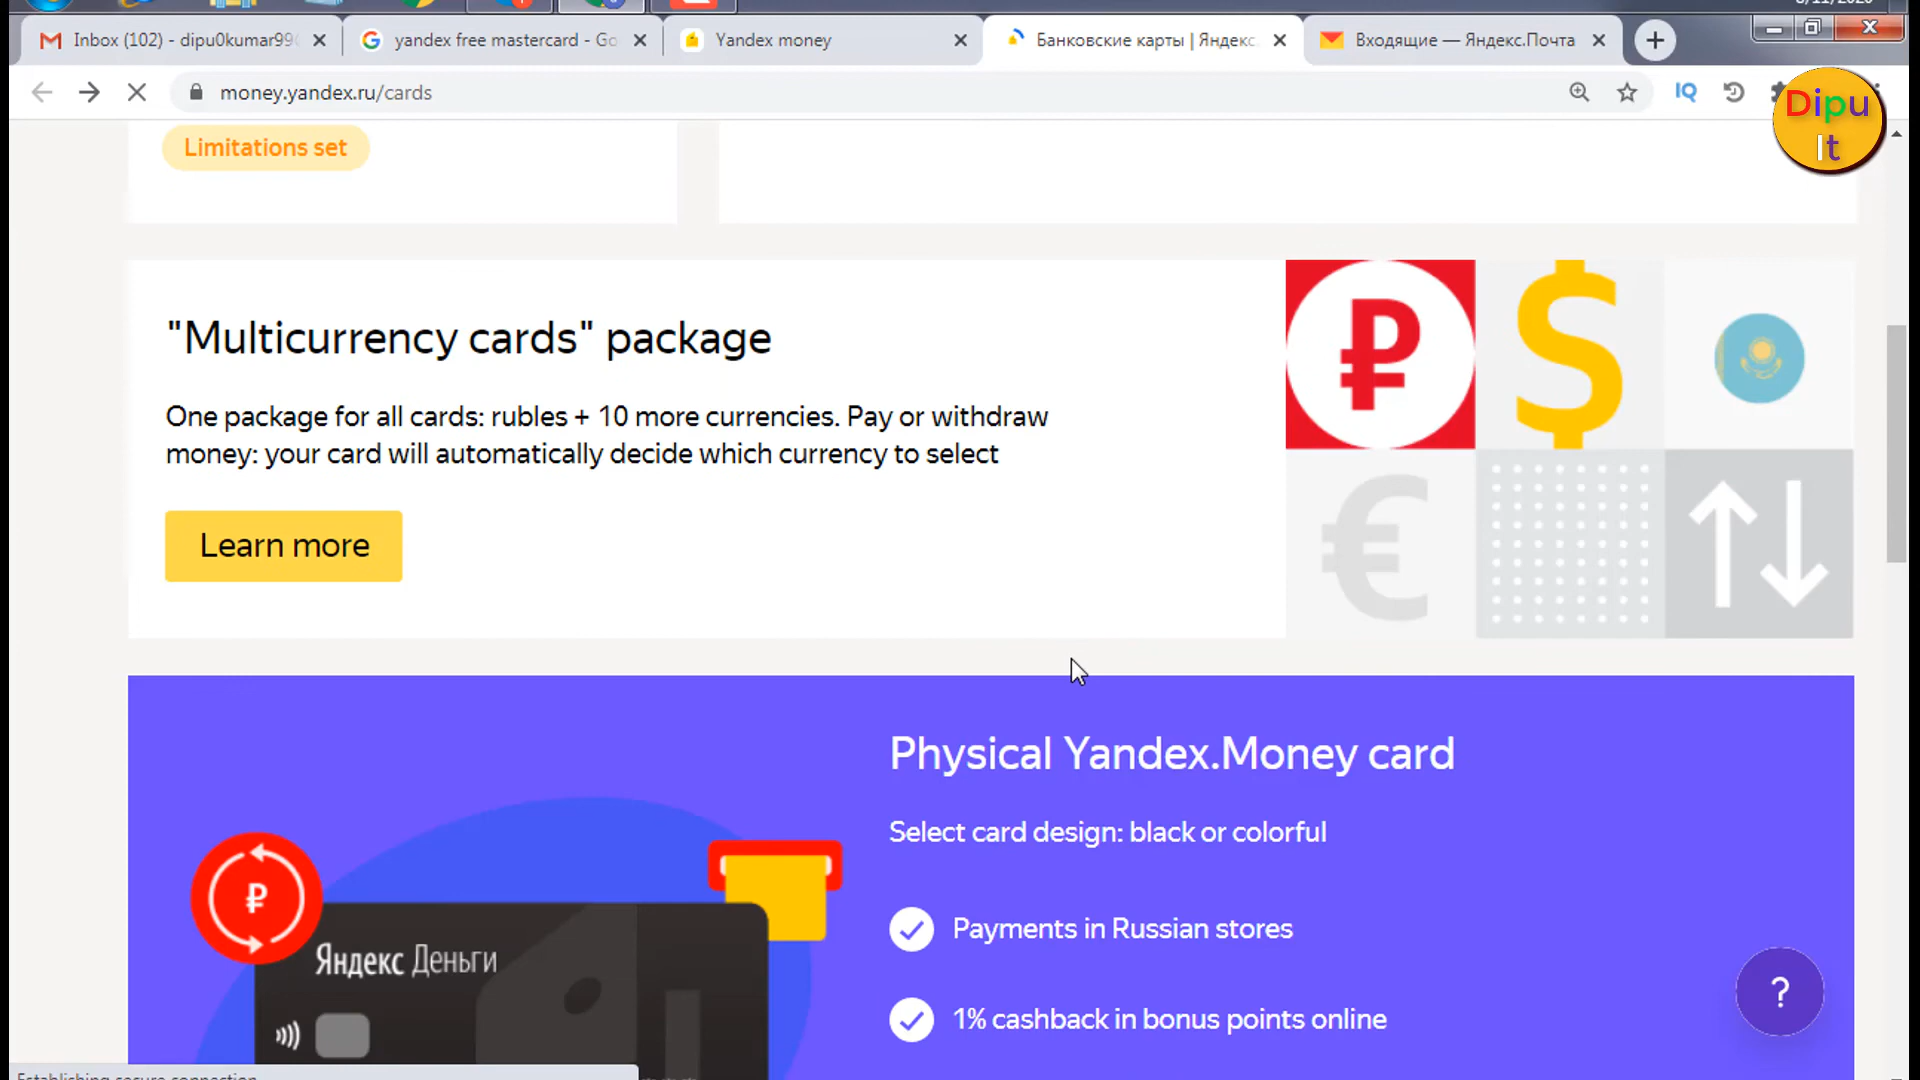 Inbox (102) - dipu0kumar99
yandex free mastercard - Go
Yandex money
Банковские карты | Яндекс.
Входящие — Яндекс.Почта
money.yandex.ru/cards
IQ
Dipu
It
Limitations set
"Multicurrency cards" package
One package for all cards: rubles + 10 more currencies. Pay or withdraw
money: your card will automatically decide which currency to select
Learn more
₽
$
€
Physical Yandex.Money card
Select card design: black or colorful
₽
Яндекс Деньги
Payments in Russian stores
1% cashback in bonus points online
?
Establishing secure connection